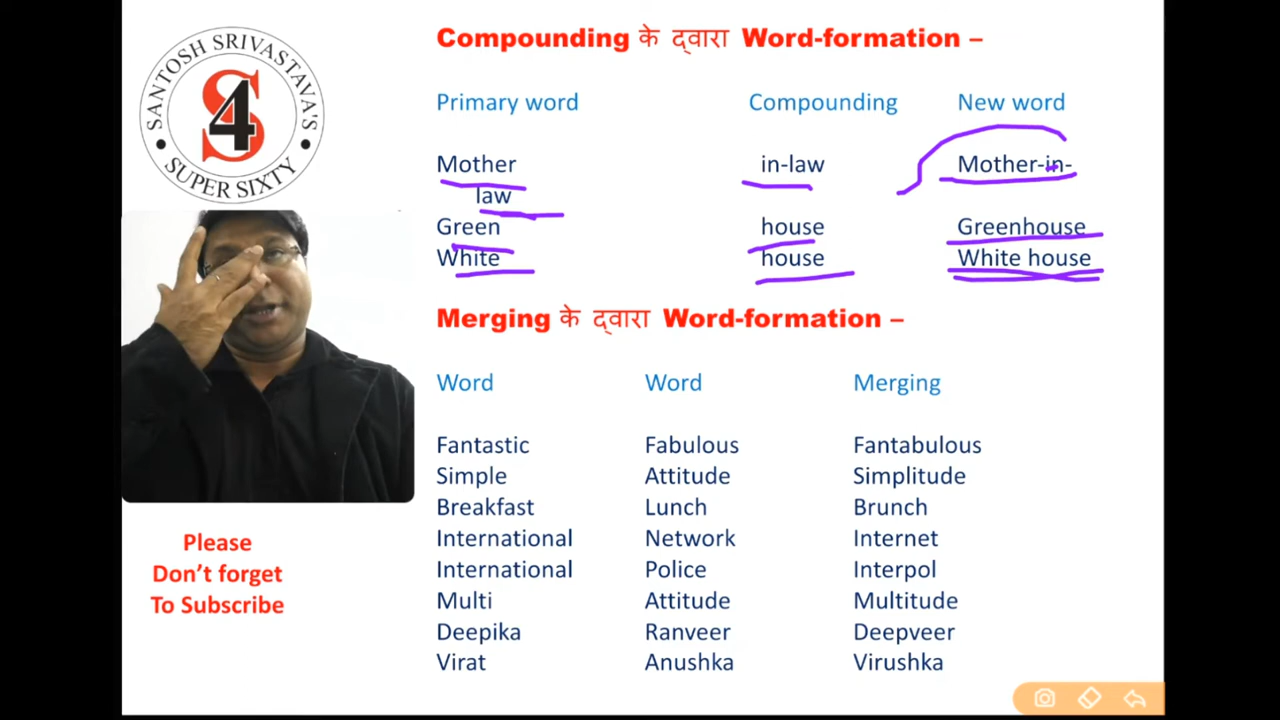 SANTOSH SRIVASTAVA'S
S4
SUPER SIXTY
Compounding के द्वारा Word-formation –
Primary word Compounding New word
Mother in-law Mother-in-
law
Green house Greenhouse
White house White house
Merging के द्वारा Word-formation –
Word Word Merging
Fantastic Fabulous Fantabulous
Simple Attitude Simplitude
Breakfast Lunch Brunch
International Network Internet
International Police Interpol
Multi Attitude Multitude
Deepika Ranveer Deepveer
Virat Anushka Virushka
Please
Don't forget
To Subscribe